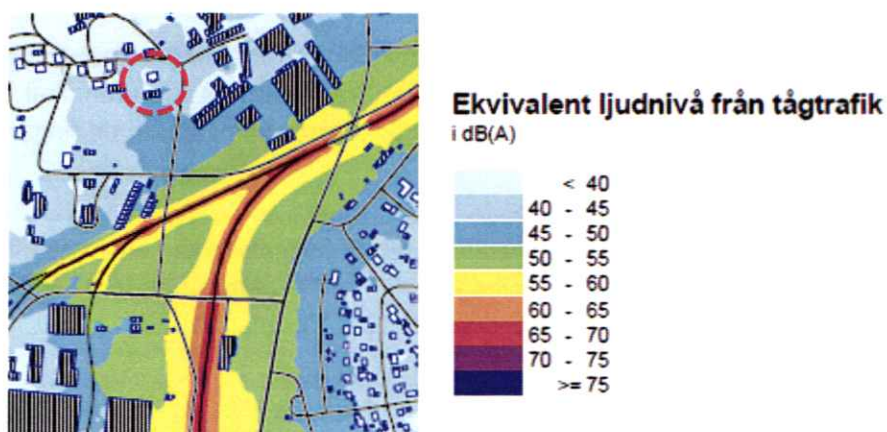 Ekvivalent ljudnivå från tågtrafik
i dB(A)
< 40
40 - 45
45 - 50
50 - 55
55 - 60
60 - 65
65 - 70
70 - 75
>= 75